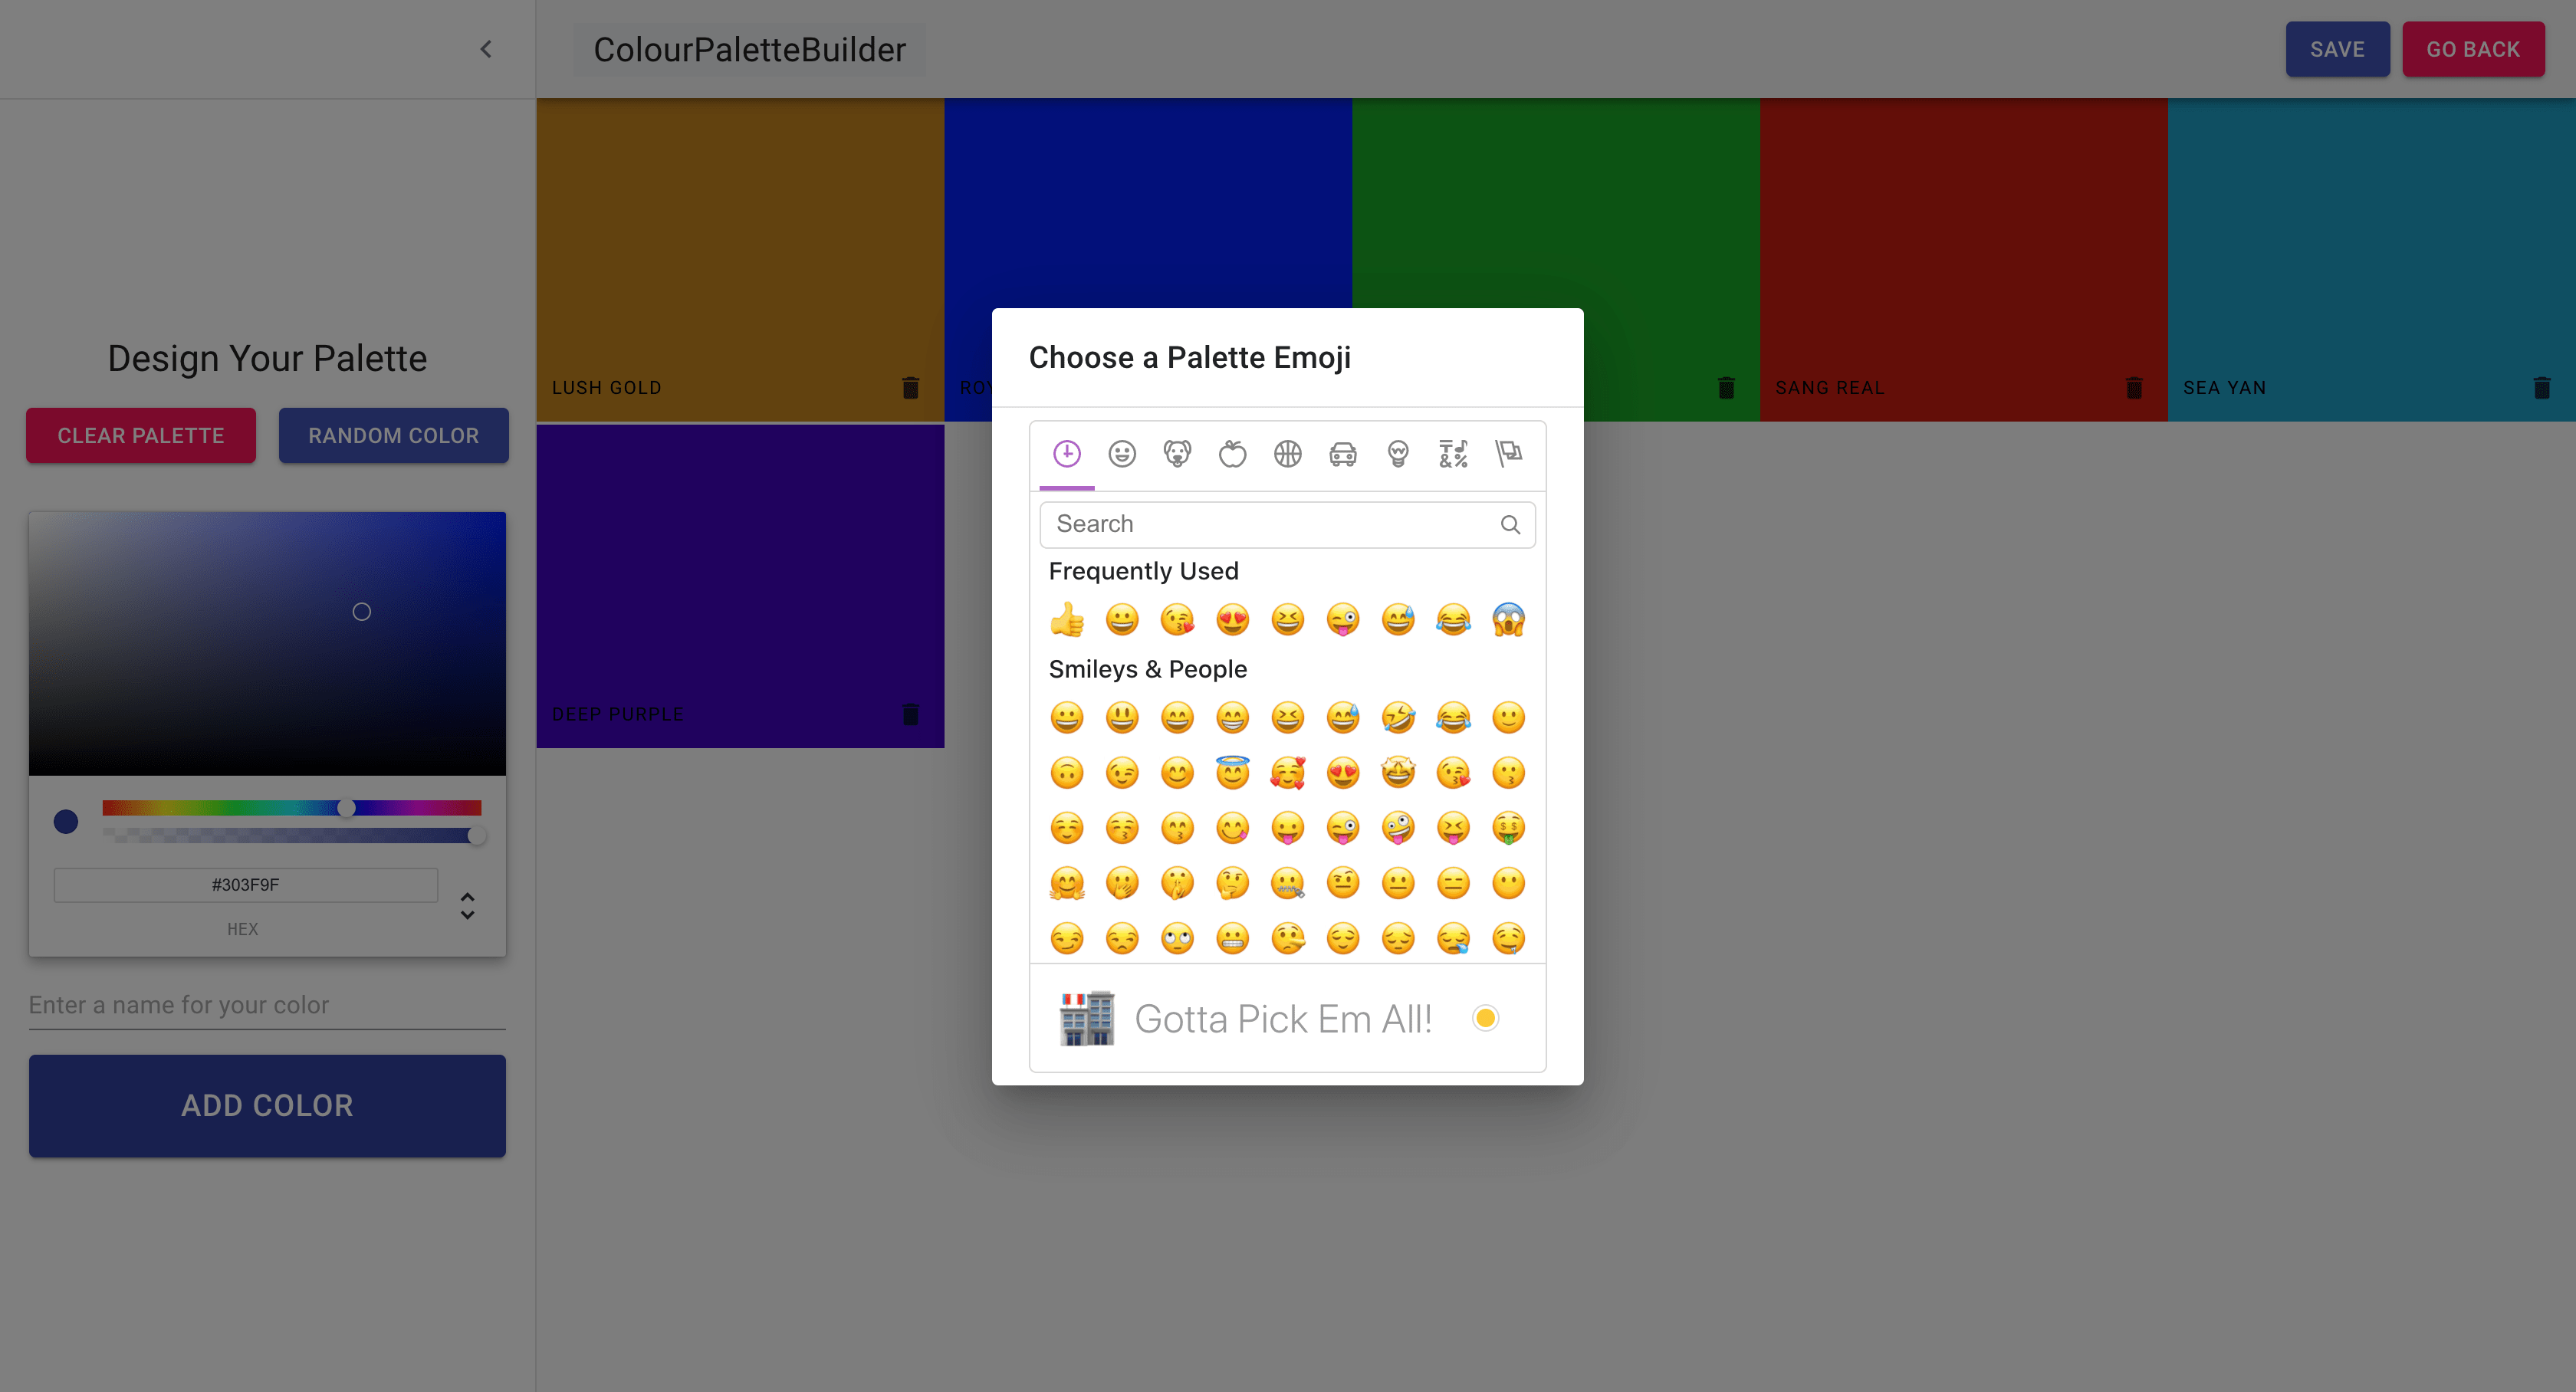 ColourPaletteBuilder
SAVE
GO BACK
Design Your Palette
CLEAR PALETTE
RANDOM COLOR
#303F9F
HEX
Enter a name for your color
ADD COLOR
LUSH GOLD
SANG REAL
SEA YAN
DEEP PURPLE
Choose a Palette Emoji
Search
Frequently Used
Smileys & People
Gotta Pick Em All!